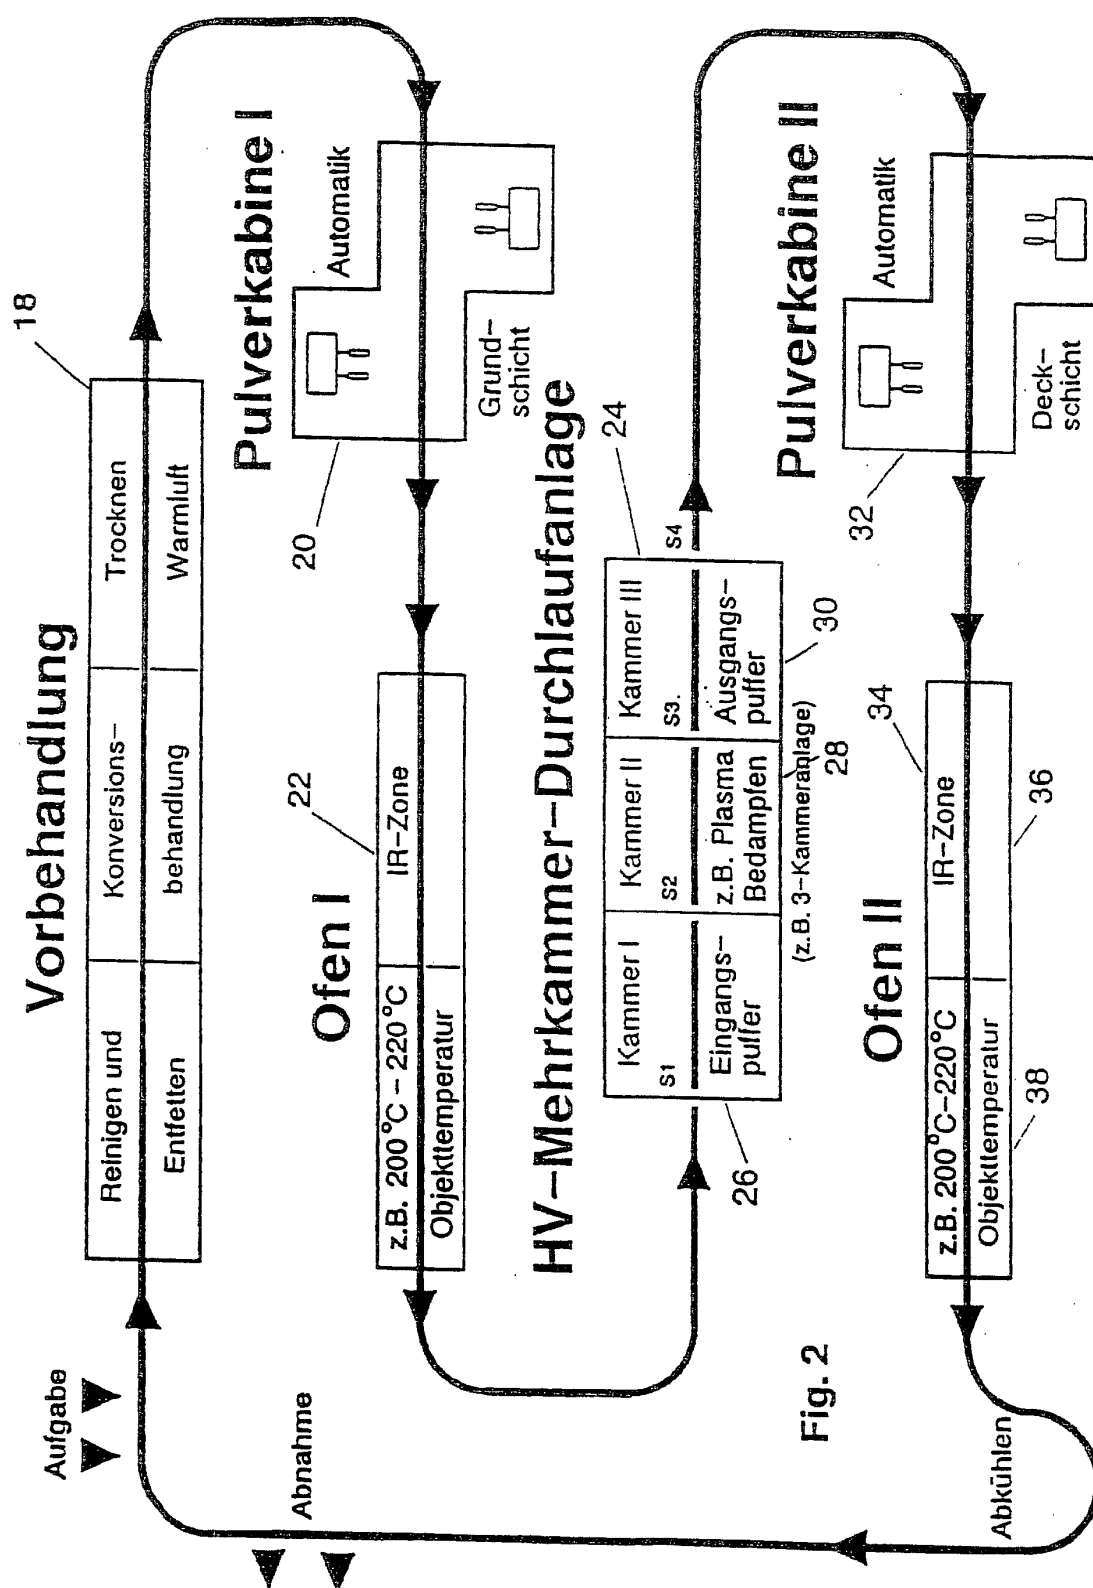 Aufgabe
Abnahme
Vorbehandlung
18
Reinigen und
Entfetten
Konversions–
behandlung
Trocknen
Warmluft
Pulverkabine I
Automatik
Grund–
schicht
20
Ofen I
22
IR–Zone
z.B. 200°C – 220°C
Objekttemperatur
HV–Mehrkammer–Durchlaufanlage
24
Kammer I
S1
Eingangs–
puffer
26
Kammer II
S2
z.B. Plasma
Bedampfen
28
Kammer III
S3.
Ausgangs–
puffer
30
S4
(z.B. 3–Kammeranlage)
Pulverkabine II
Automatik
Deck–
schicht
32
Ofen II
34
IR–Zone
36
z.B. 200°C–220°C
Objekttemperatur
38
Abkühlen
Fig. 2